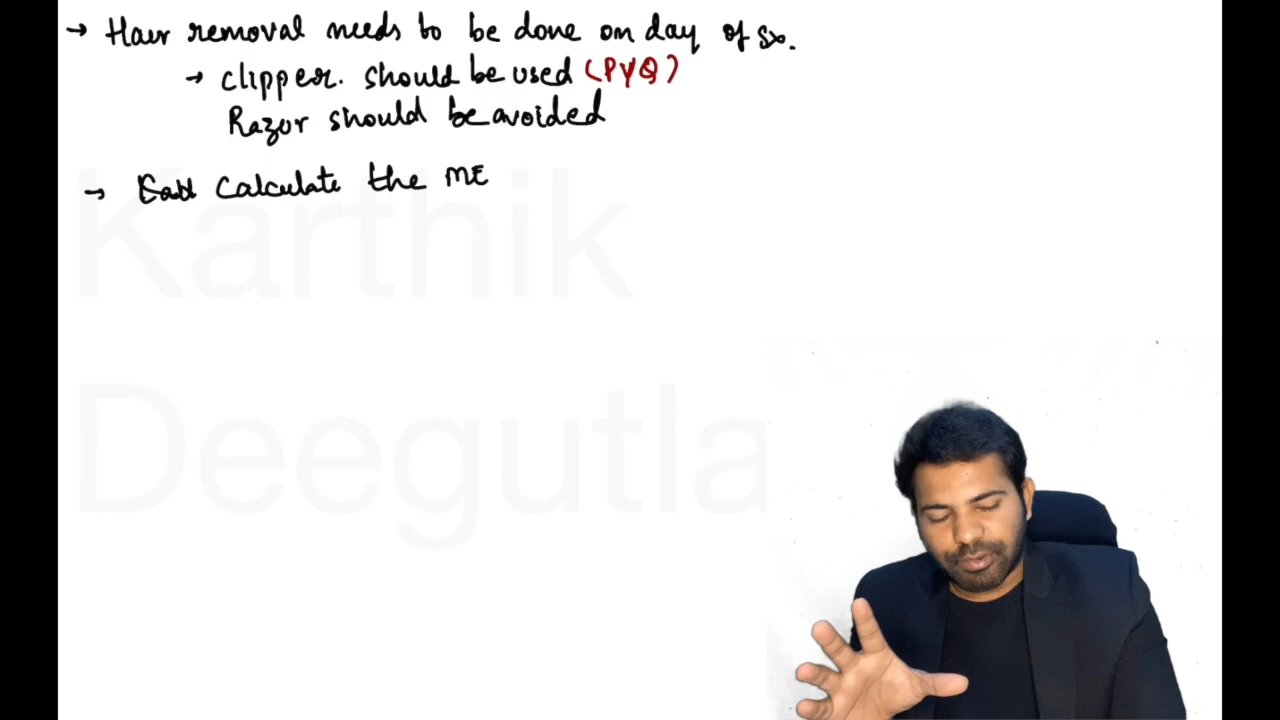 → Hair removal needs to be done on day of Sx.
→ clipper. should be used (PYQ)
Razor should be avoided
→ Calculate the ME
Karthik
Deegutla